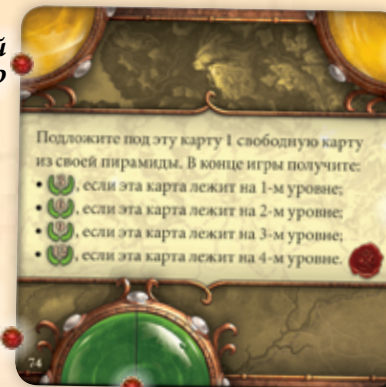 й
о
Подложите под эту карту 1 свободную карту
из своей пирамиды. В конце игры получите:
• , если эта карта лежит на 1-м уровне;
• , если эта карта лежит на 2-м уровне;
• , если эта карта лежит на 3-м уровне;
• , если эта карта лежит на 4-м уровне.
74